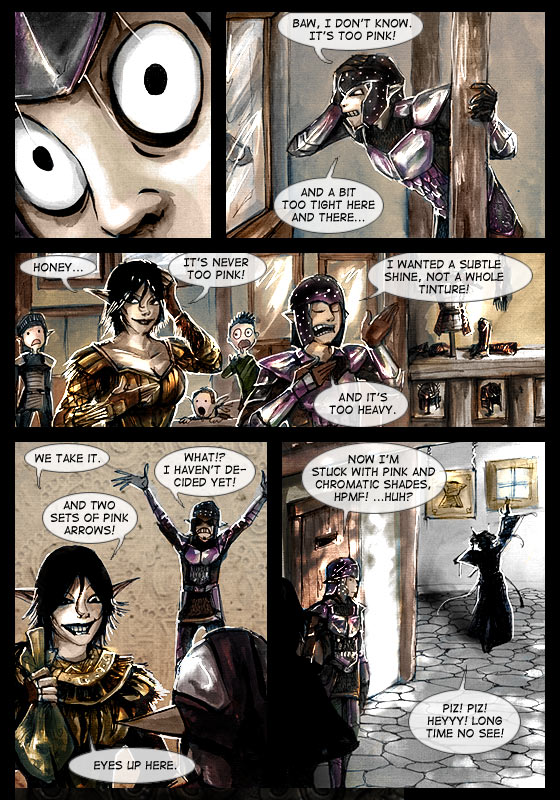 BAW, I DON'T KNOW.
IT'S TOO PINK!
AND A BIT
TOO TIGHT HERE
AND THERE...
HONEY...
IT'S NEVER
TOO PINK!
I WANTED A SUBTLE
SHINE, NOT A WHOLE
TINTURE!
AND IT'S
TOO HEAVY.
WE TAKE IT.
WHAT!?
I HAVEN'T DE-
CIDED YET!
AND TWO
SETS OF PINK
ARROWS!
EYES UP HERE.
NOW I'M
STUCK WITH PINK AND
CHROMATIC SHADES,
HPMF! ...HUH?
PIZ! PIZ!
HEYYY! LONG
TIME NO SEE!